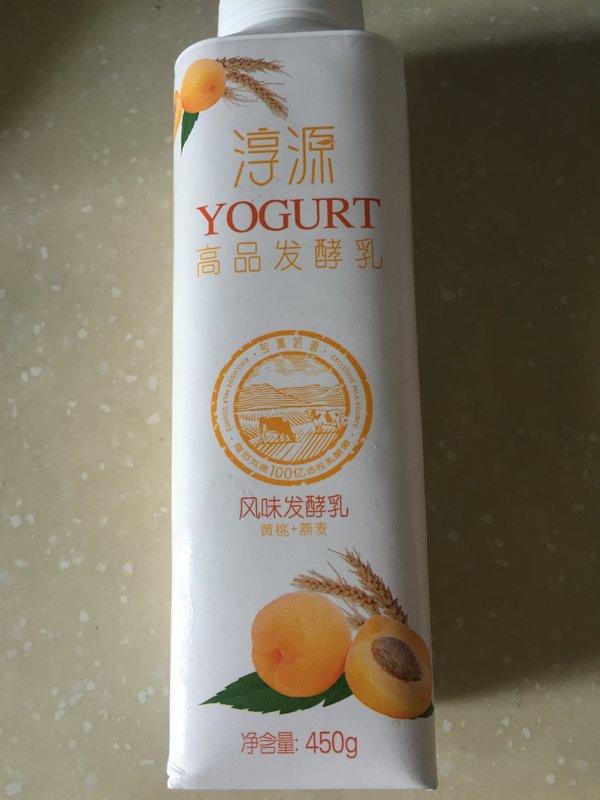 淳源
YOGURT
高品发酵乳
·专属奶源·
EXCLUSIVE MILK SOURCE
EXCLUSIVE MILK SOURCE
·每百克含100亿活性乳酸菌·
风味发酵乳
黄桃+燕麦
净含量: 450g